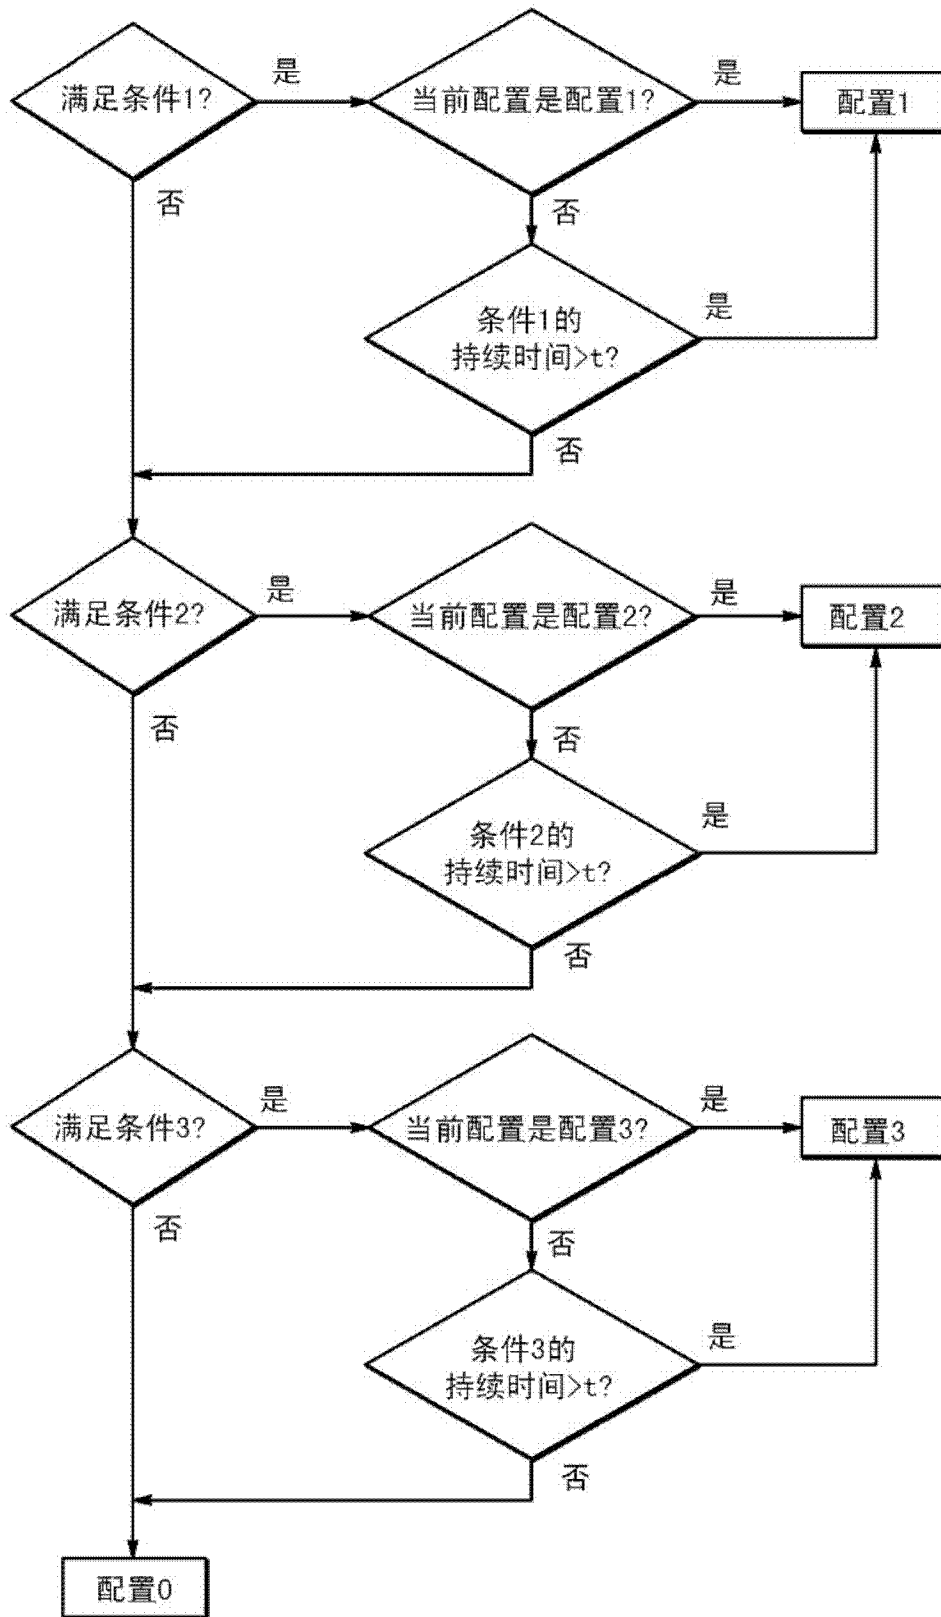 满足条件1?
是
当前配置是配置1?
是
配置1
否
否
条件1的
持续时间>t?
是
否
满足条件2?
是
当前配置是配置2?
是
配置2
否
否
条件2的
持续时间>t?
是
否
满足条件3?
是
当前配置是配置3?
是
配置3
否
否
条件3的
持续时间>t?
是
否
配置0